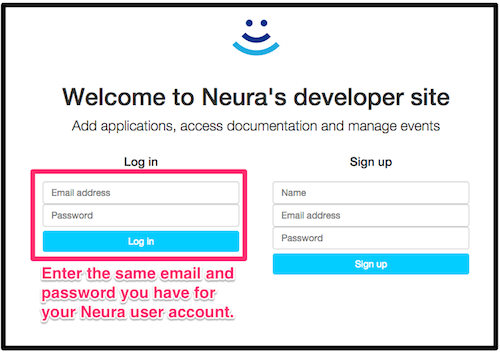 Welcome to Neura's developer site
Add applications, access documentation and manage events
Log in
Email address
Password
Log in
Enter the same email and
password you have for
your Neura user account.
Sign up
Name
Email address
Password
Sign up